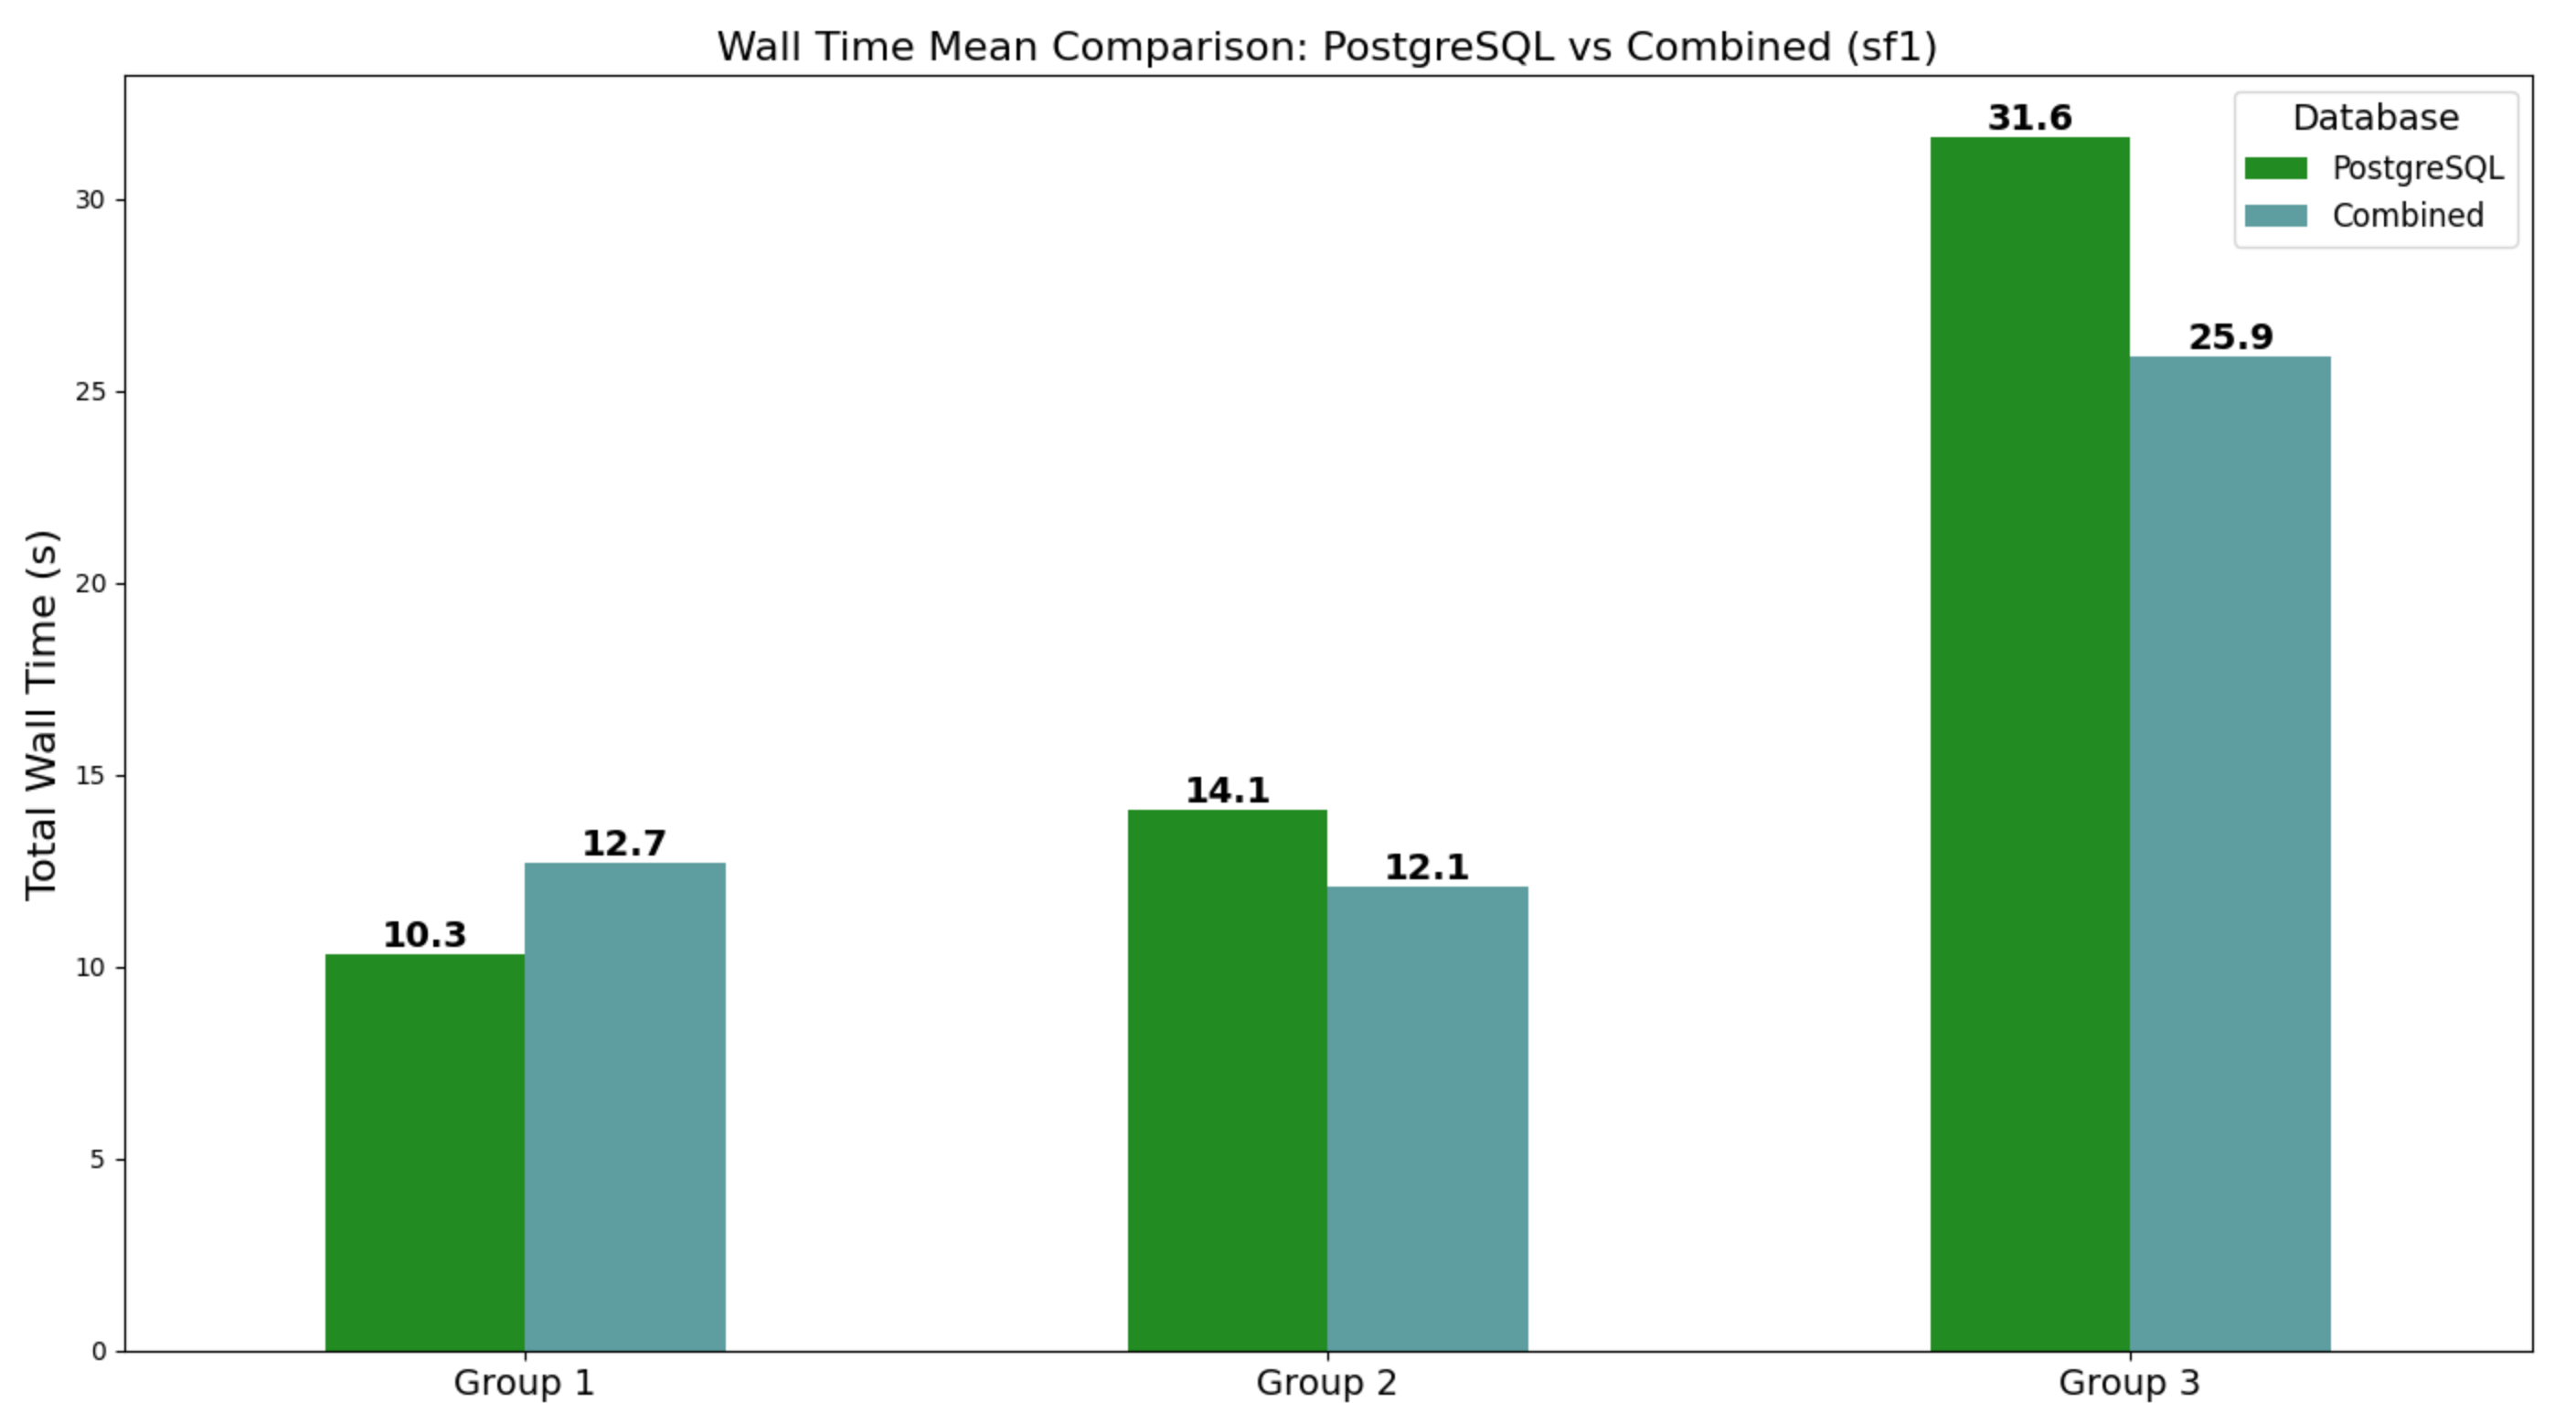 Wall Time Mean Comparison: PostgreSQL vs Combined (sf1)
Database
PostgreSQL
Combined
Total Wall Time (s)
30
25
20
15
10
5
0
10.3
12.7
14.1
12.1
31.6
25.9
Group 1
Group 2
Group 3